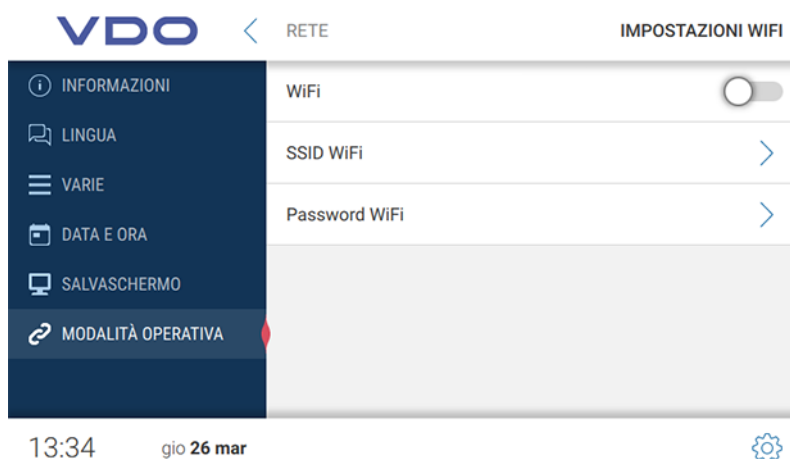 VDO
RETE
IMPOSTAZIONI WIFI
INFORMAZIONI
LINGUA
VARIE
DATA E ORA
SALVASCHERMO
MODALITÀ OPERATIVA
WiFi
SSID WiFi
Password WiFi
13:34 gio 26 mar